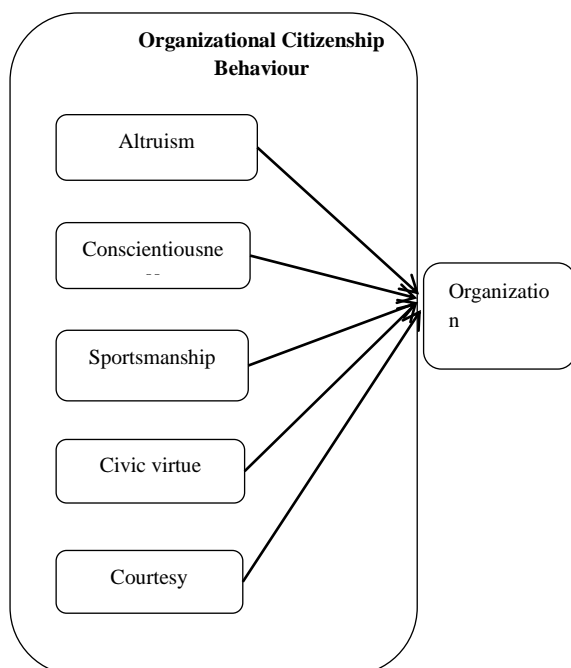 Organizational Citizenship
Behaviour
Altruism
Conscientiousne
Sportsmanship
Civic virtue
Courtesy
Organizatio
n